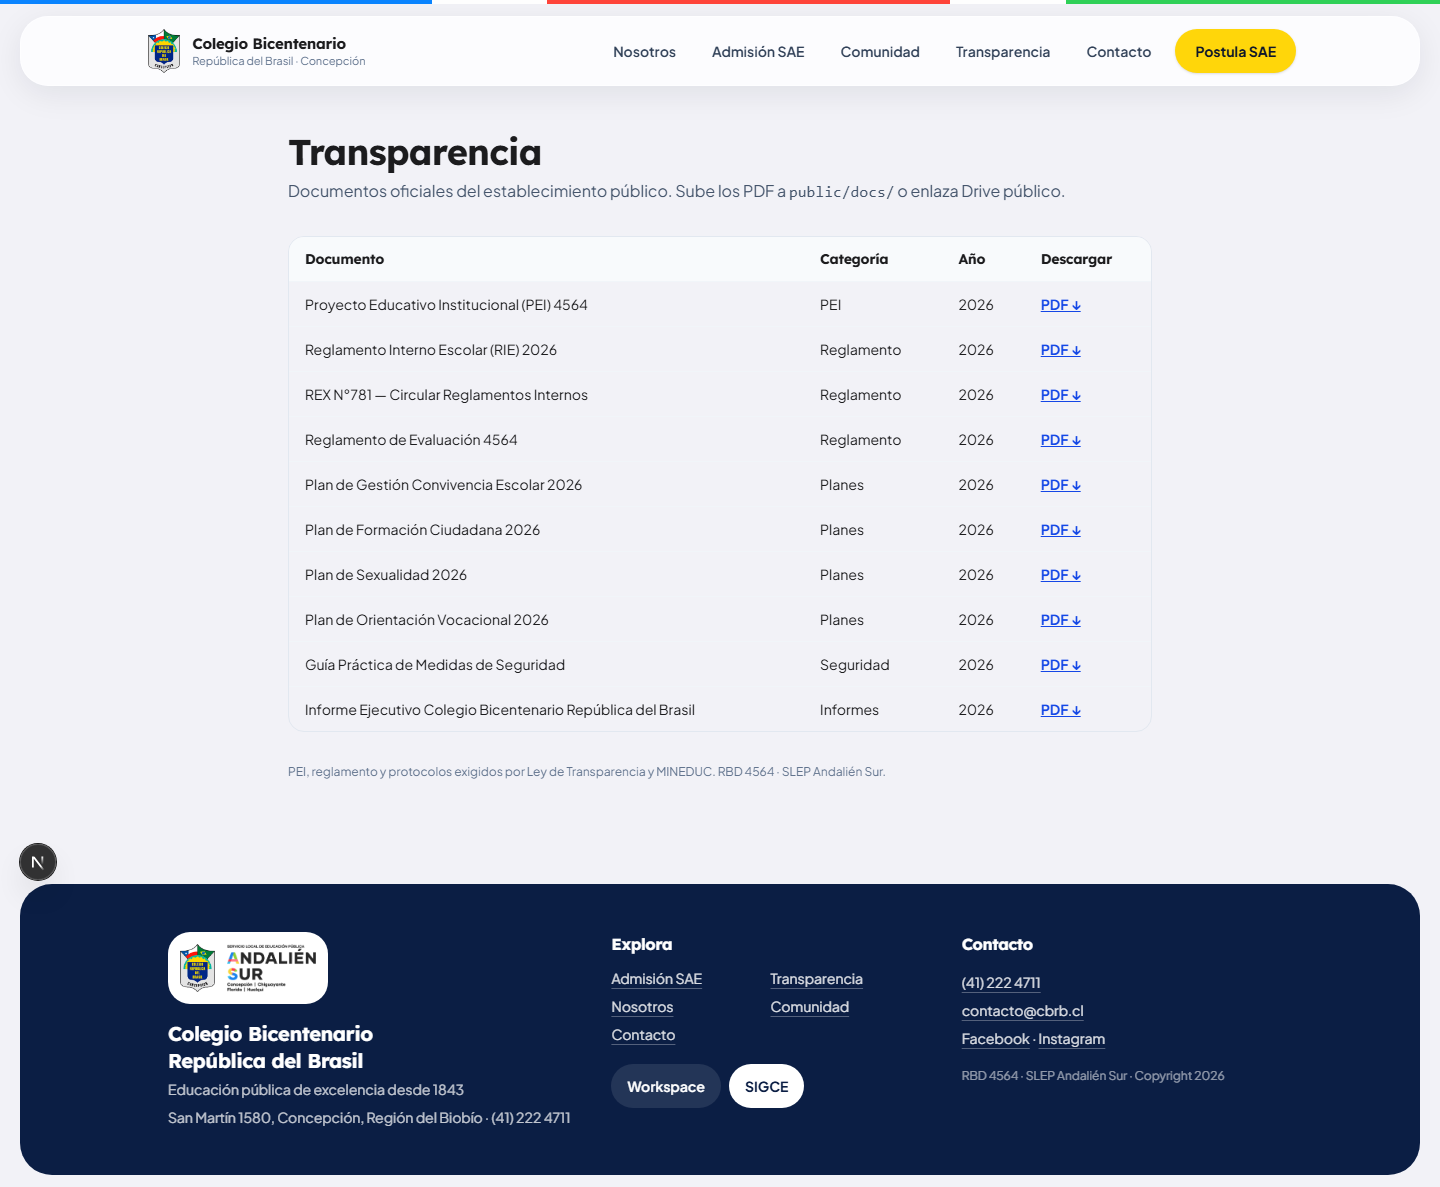 Colegio Bicentenario
República del Brasil · Concepción
Nosotros
Admisión SAE
Comunidad
Transparencia
Contacto
Postula SAE
Transparencia
Documentos oficiales del establecimiento público. Sube los PDF a public/docs/ o enlaza Drive público.
Documento Categoría Año Descargar
Proyecto Educativo Institucional (PEI) 4564 PEI 2026 PDF ↓
Reglamento Interno Escolar (RIE) 2026 Reglamento 2026 PDF ↓
REX N°781 — Circular Reglamentos Internos Reglamento 2026 PDF ↓
Reglamento de Evaluación 4564 Reglamento 2026 PDF ↓
Plan de Gestión Convivencia Escolar 2026 Planes 2026 PDF ↓
Plan de Formación Ciudadana 2026 Planes 2026 PDF ↓
Plan de Sexualidad 2026 Planes 2026 PDF ↓
Plan de Orientación Vocacional 2026 Planes 2026 PDF ↓
Guía Práctica de Medidas de Seguridad Seguridad 2026 PDF ↓
Informe Ejecutivo Colegio Bicentenario República del Brasil Informes 2026 PDF ↓
PEI, reglamento y protocolos exigidos por Ley de Transparencia y MINEDUC. RBD 4564 · SLEP Andalién Sur.
N
SERVICIO LOCAL DE EDUCACIÓN PÚBLICA
ANDALIÉN
SUR
Concepción | Chiguayante
Florida | Hualqui
Colegio Bicentenario
República del Brasil
Educación pública de excelencia desde 1843
San Martín 1580, Concepción, Región del Biobío · (41) 222 4711
Explora
Admisión SAE Transparencia
Nosotros Comunidad
Contacto
Workspace SIGCE
Contacto
(41) 222 4711
contacto@cbrb.cl
Facebook · Instagram
RBD 4564 · SLEP Andalién Sur · Copyright 2026